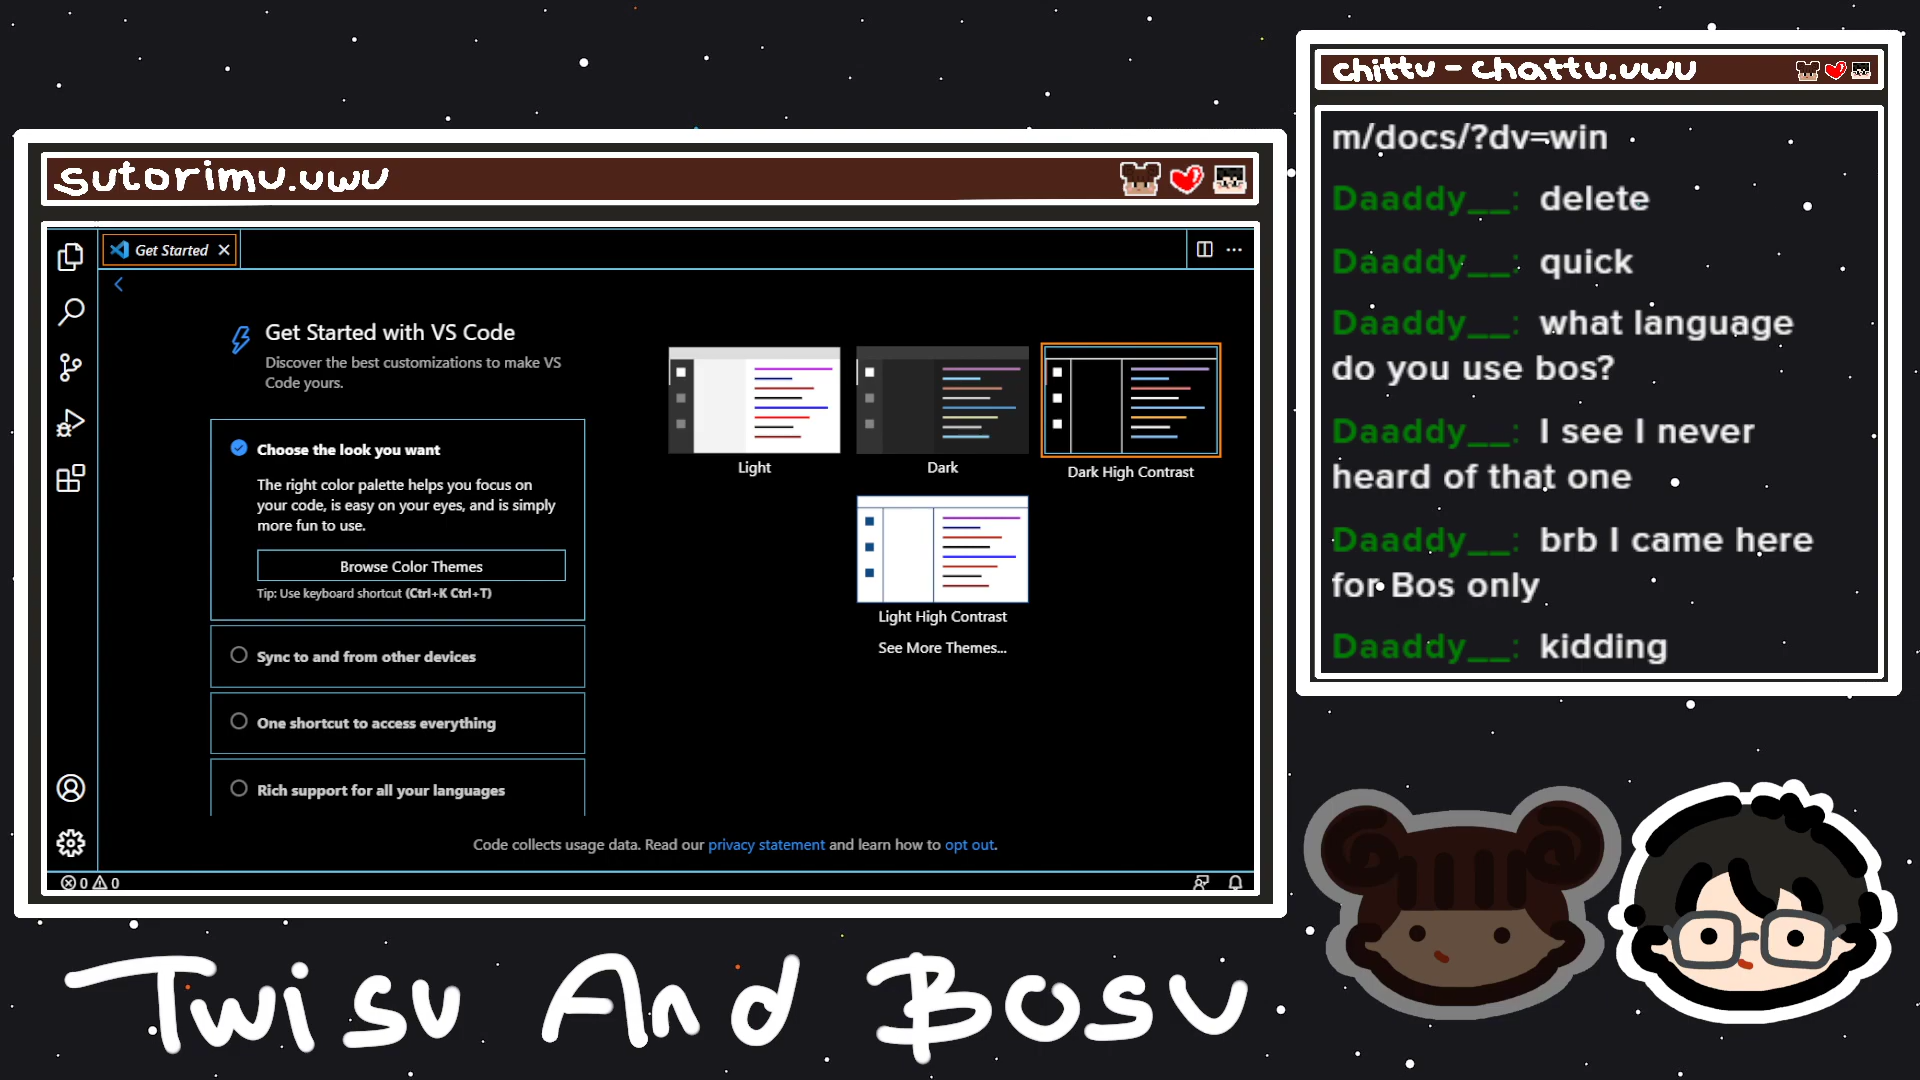 sutorimu.uwu
Get Started
Get Started with VS Code
Discover the best customizations to make VS
Code yours.
Choose the look you want
The right color palette helps you focus on
your code, is easy on your eyes, and is simply
more fun to use.
Browse Color Themes
Tip: Use keyboard shortcut (Ctrl+K Ctrl+T)
Sync to and from other devices
One shortcut to access everything
Rich support for all your languages
Light
Dark
Dark High Contrast
Light High Contrast
See More Themes...
Code collects usage data. Read our privacy statement and learn how to opt out.
0 0
chittu - chattu.uwu
m/docs/?dv=win
Daaddy__: delete
Daaddy__: quick
Daaddy__: what language
do you use bos?
Daaddy__: I see I never
heard of that one
Daaddy__: brb I came here
for Bos only
Daaddy__: kidding
Twisu And Bosu